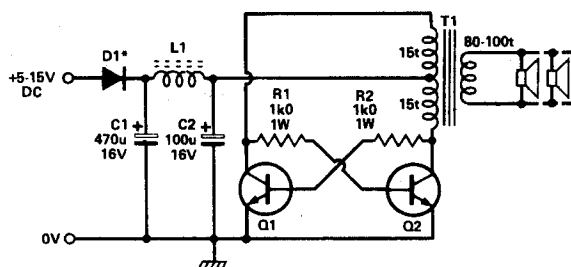 +5-15V
DC
D1*
L1
C1
470u
16V
+
C2
100u
16V
+
R1
1k0
1W
R2
1k0
1W
T1
15t
15t
80-100t
Q1
Q2
0V